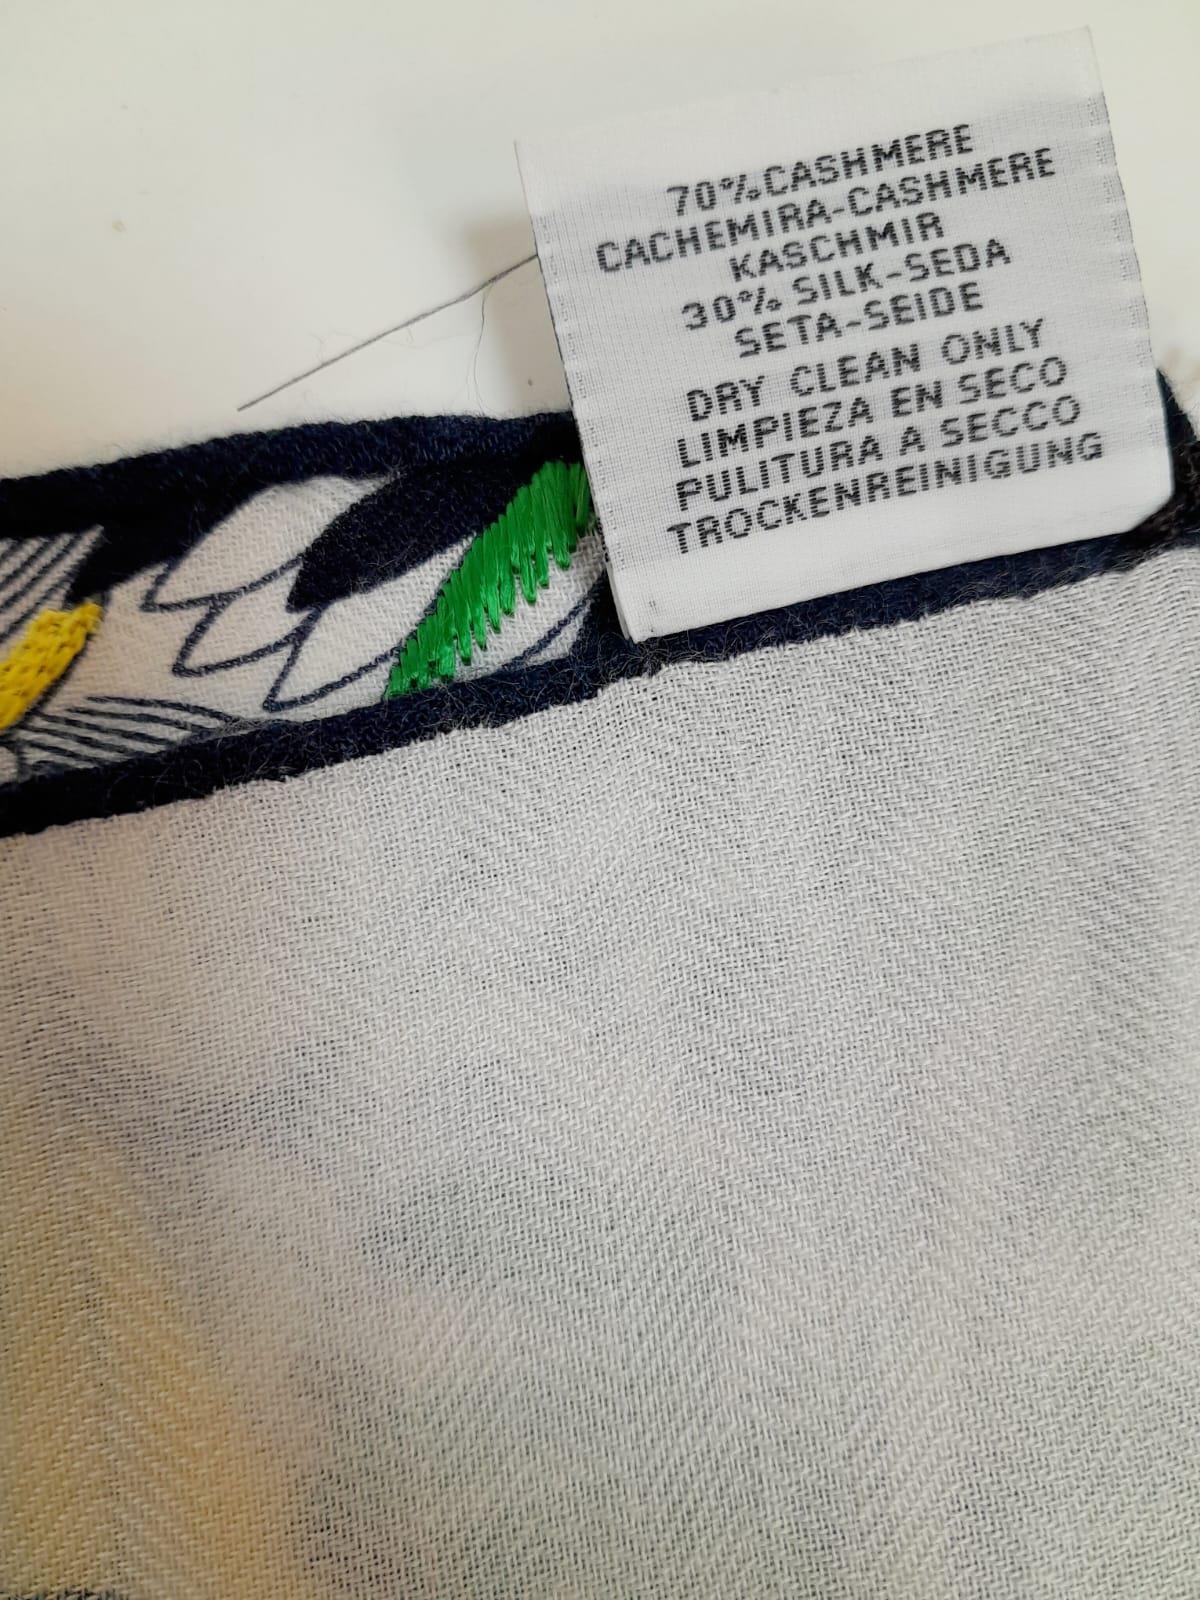 70% CASHMERE
CACHEMIRA-CASHMERE
KASCHMIR
30% SILK-SEDA
SETA-SEIDE
DRY CLEAN ONLY
LIMPIEZA EN SECO
PULITURA A SECCO
TROCKENREINIGUNG